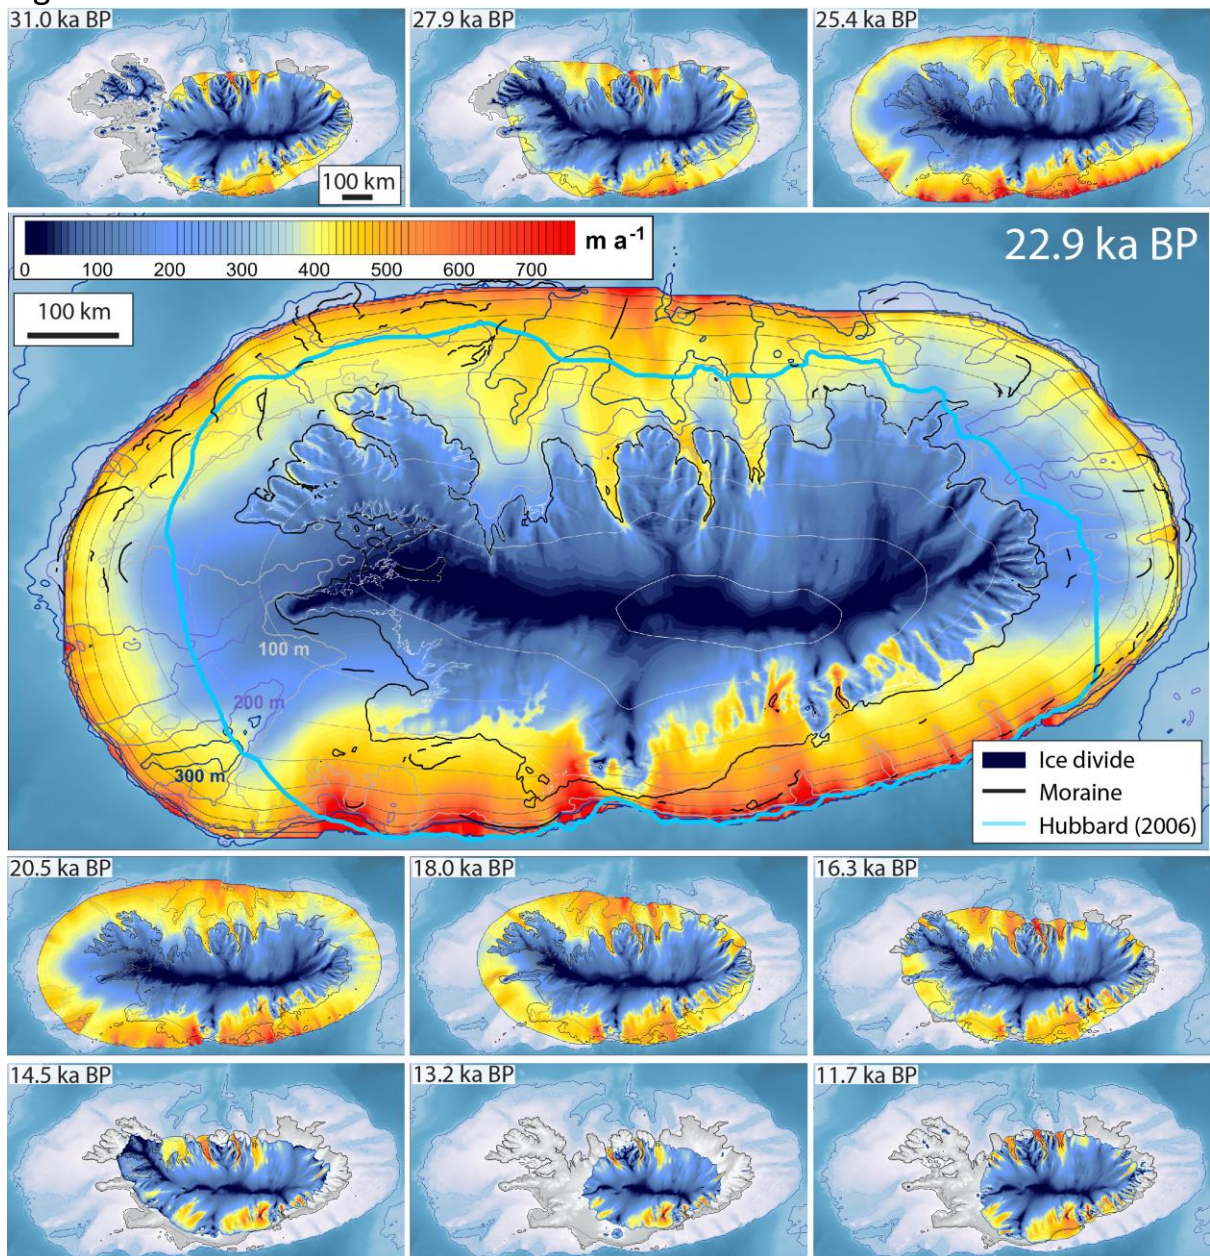 31.0 ka BP
27.9 ka BP
25.4 ka BP
100 km
0 100 200 300 400 500 600 700
m a⁻¹
22.9 ka BP
100 km
100 m
200 m
300 m
Ice divide
Moraine
Hubbard (2006)
20.5 ka BP
18.0 ka BP
16.3 ka BP
14.5 ka BP
13.2 ka BP
11.7 ka BP